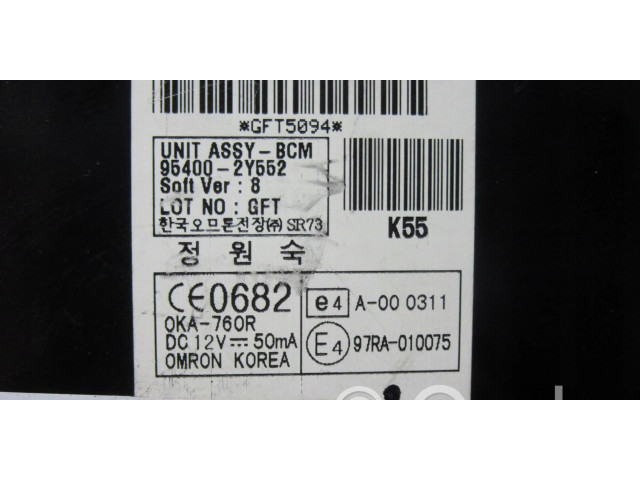 *GFT5094*
UNIT ASSY-BCM
95400-2Y552
Soft Ver : 8
LOT NO : GFT
한국오므론전장㈜ SR73
K55
정 원 숙
CE0682
e4 A-00 0311
OKA-760R
DC 12V ⎓ 50mA
E4 97RA-010075
OMRON KOREA